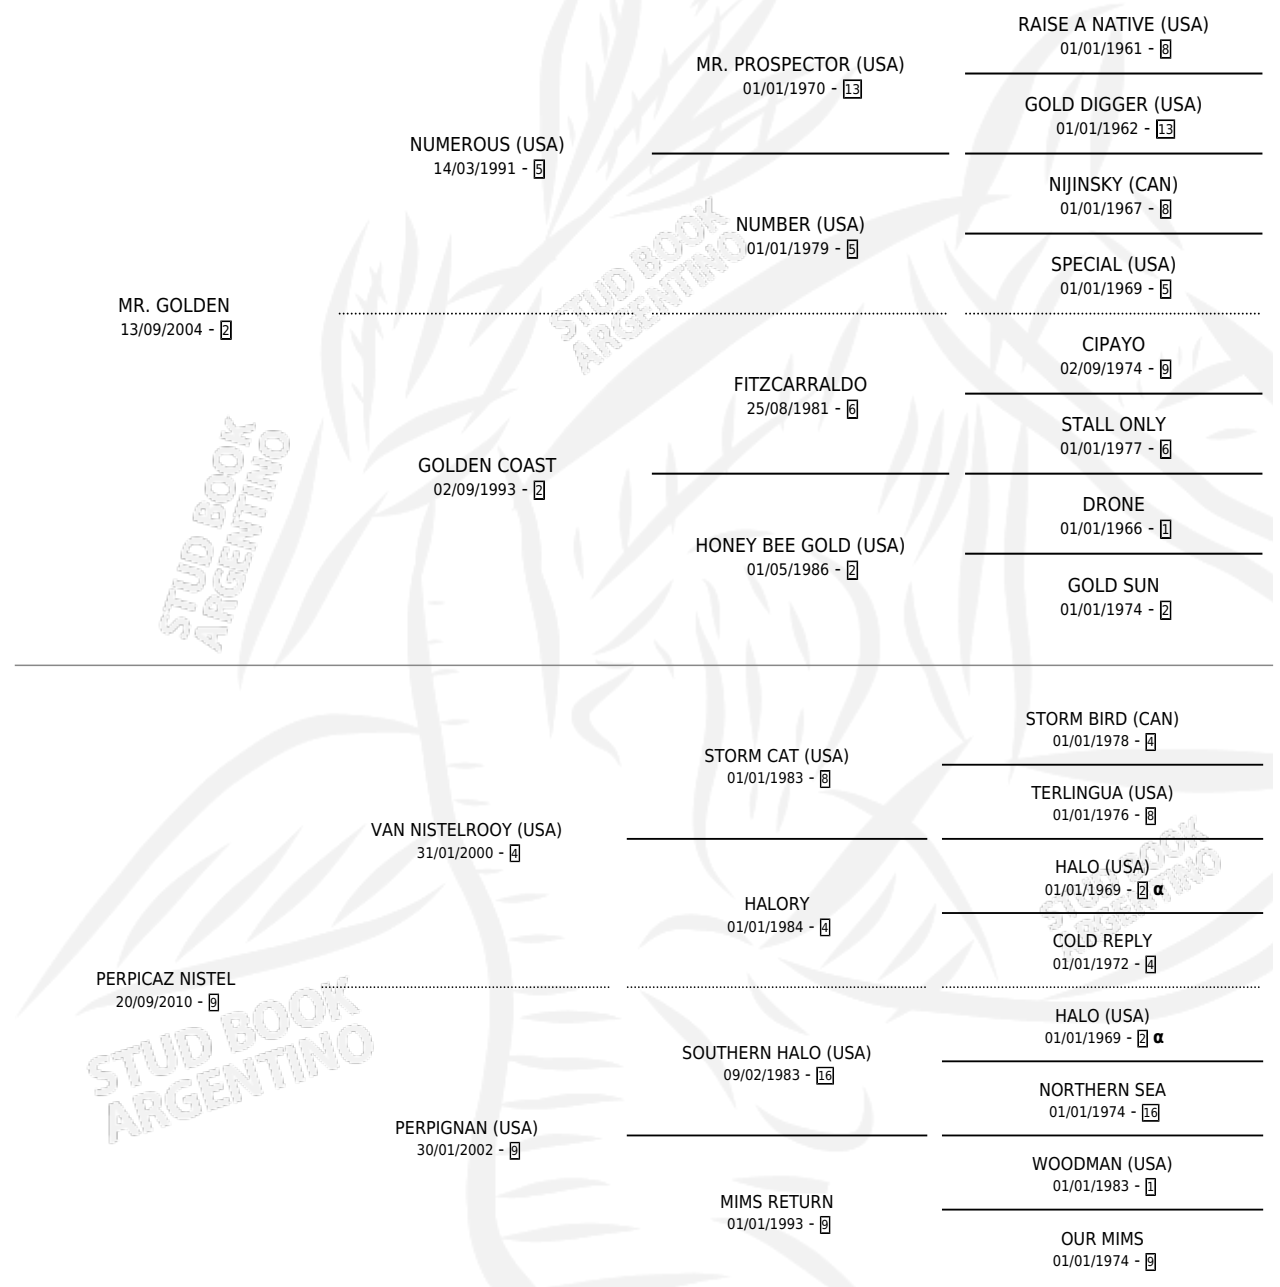 RAISE A NATIVE (USA)
01/01/1961 - 8
MR. PROSPECTOR (USA)
01/01/1970 - 13
GOLD DIGGER (USA)
01/01/1962 - 13
NUMEROUS (USA)
14/03/1991 - 5
NIJINSKY (CAN)
01/01/1967 - 8
NUMBER (USA)
01/01/1979 - 5
SPECIAL (USA)
01/01/1969 - 5
MR. GOLDEN
13/09/2004 - 2
CIPAYO
02/09/1974 - 9
FITZCARRALDO
25/08/1981 - 6
STALL ONLY
01/01/1977 - 6
GOLDEN COAST
02/09/1993 - 2
DRONE
01/01/1966 - 1
HONEY BEE GOLD (USA)
01/05/1986 - 2
GOLD SUN
01/01/1974 - 2
STORM BIRD (CAN)
01/01/1978 - 4
STORM CAT (USA)
01/01/1983 - 8
TERLINGUA (USA)
01/01/1976 - 8
VAN NISTELROOY (USA)
31/01/2000 - 4
HALO (USA)
01/01/1969 - 2 α
HALORY
01/01/1984 - 4
COLD REPLY
01/01/1972 - 4
PERPICAZ NISTEL
20/09/2010 - 9
HALO (USA)
01/01/1969 - 2 α
SOUTHERN HALO (USA)
09/02/1983 - 16
NORTHERN SEA
01/01/1974 - 16
PERPIGNAN (USA)
30/01/2002 - 9
WOODMAN (USA)
01/01/1983 - 1
MIMS RETURN
01/01/1993 - 9
OUR MIMS
01/01/1974 - 9
STUD BOOK
ARGENTINO
STUD BOOK
ARGENTINO
STUD BOOK
ARGENTINO
STUD BOOK
ARGENTINO